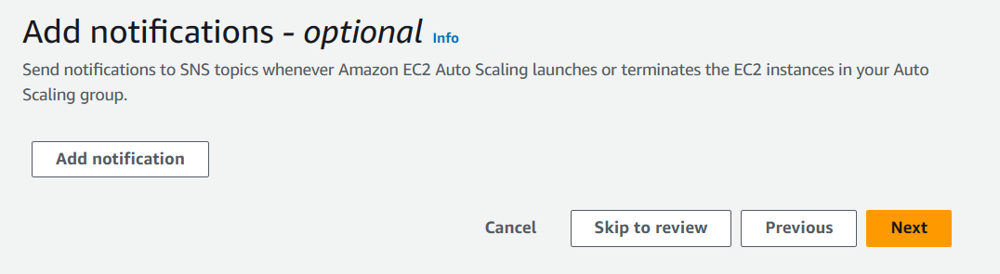 Add notifications - optional Info
Send notifications to SNS topics whenever Amazon EC2 Auto Scaling launches or terminates the EC2 instances in your Auto
Scaling group.
Add notification
Cancel Skip to review Previous Next